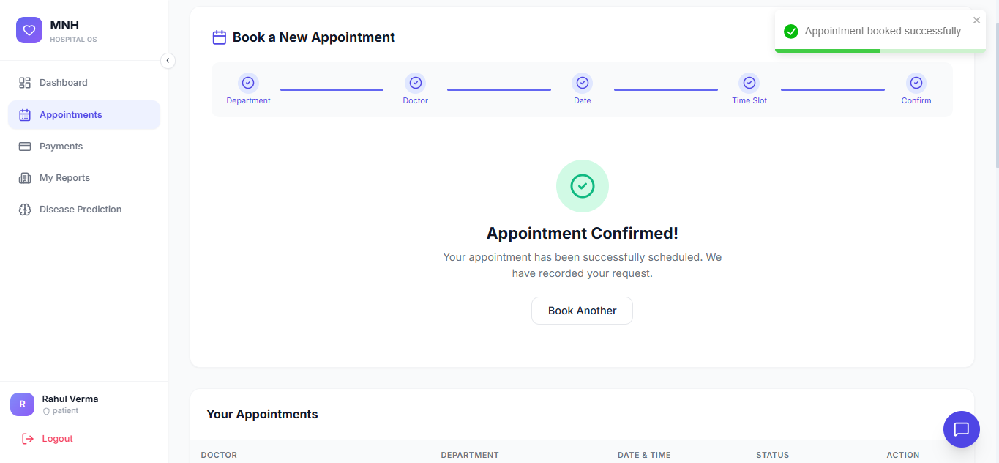 MNH
HOSPITAL OS
Dashboard
Appointments
Payments
My Reports
Disease Prediction
R
Rahul Verma
patient
Logout
Book a New Appointment
Appointment booked successfully
Department
Doctor
Date
Time Slot
Confirm
Appointment Confirmed!
Your appointment has been successfully scheduled. We
have recorded your request.
Book Another
Your Appointments
DOCTOR DEPARTMENT DATE & TIME STATUS ACTION